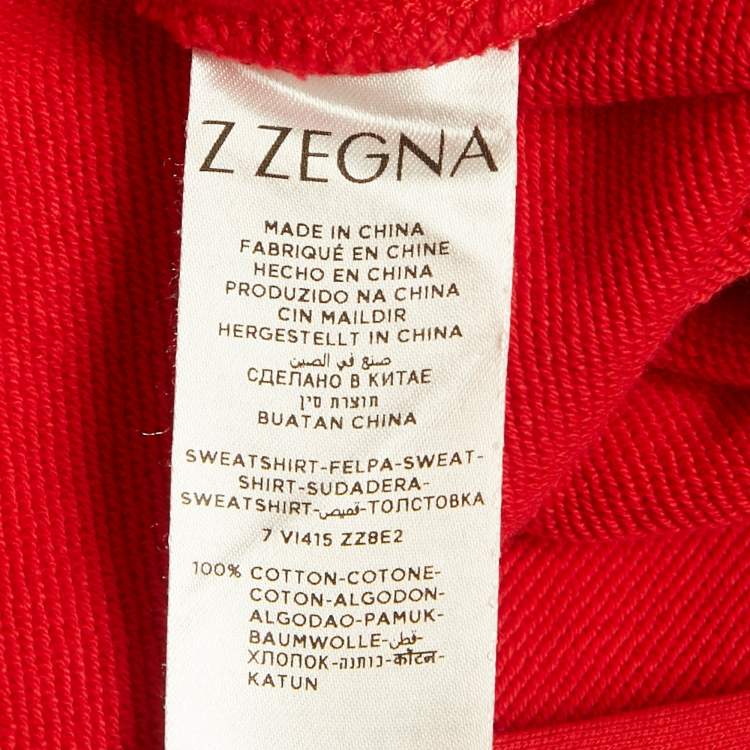 Z ZEGNA
MADE IN CHINA
FABRIQUÉ EN CHINE
HECHO EN CHINA
PRODUZIDO NA CHINA
CIN MAILDIR
HERGESTELLT IN CHINA
صنع في الصين
СДЕЛАНО В КИТАЕ
תוצרת סין
BUATAN CHINA
SWEATSHIRT-FELPA-SWEAT-
SHIRT-SUDADERA-
SWEATSHIRT-قميص-ТОЛСТОВКА
7 VI415 ZZ8E2
100% COTTON-COTONE-
COTON-ALGODON-
ALGODAO-PAMUK-
BAUMWOLLE-قطن-
ХЛОПОК-כותנה-कॉटन-
KATUN